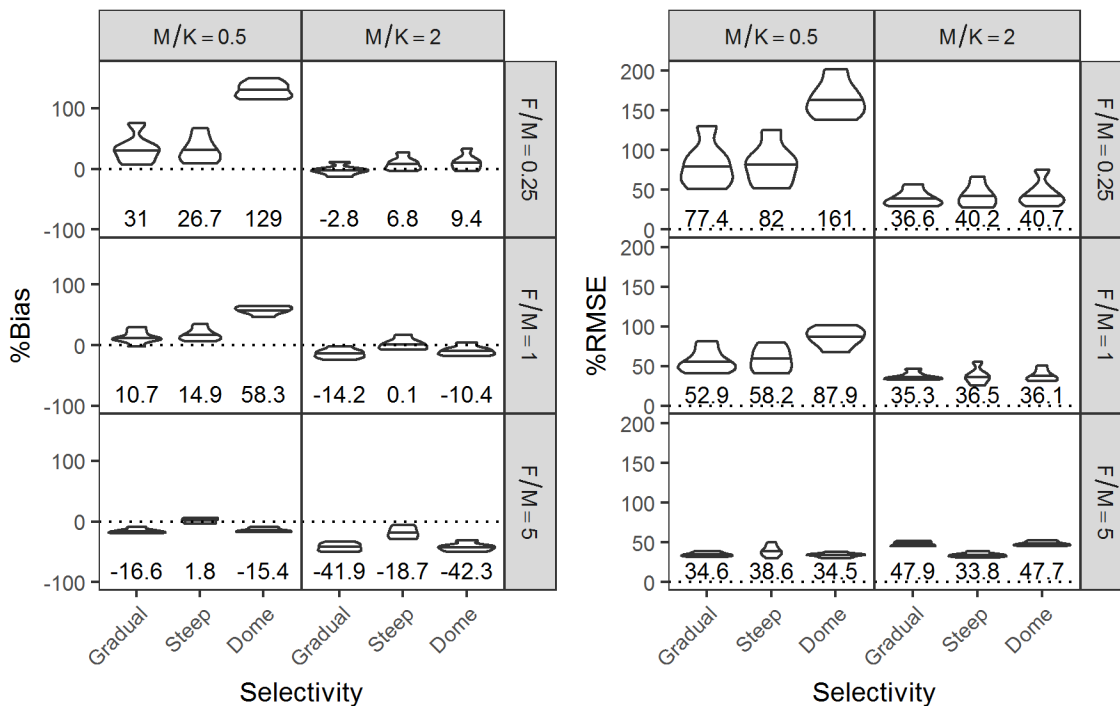 M/K = 0.5
M/K = 2
100
0
-100
31
26.7
129
-2.8
6.8
9.4
F/M = 0.25
100
0
-100
10.7
14.9
58.3
-14.2
0.1
-10.4
F/M = 1
100
0
-100
-16.6
1.8
-15.4
-41.9
-18.7
-42.3
F/M = 5
%Bias
Gradual
Steep
Dome
Gradual
Steep
Dome
Selectivity
M/K = 0.5
M/K = 2
200
150
100
50
0
77.4
82
161
36.6
40.2
40.7
F/M = 0.25
200
150
100
50
0
52.9
58.2
87.9
35.3
36.5
36.1
F/M = 1
200
150
100
50
0
34.6
38.6
34.5
47.9
33.8
47.7
F/M = 5
%RMSE
Gradual
Steep
Dome
Gradual
Steep
Dome
Selectivity